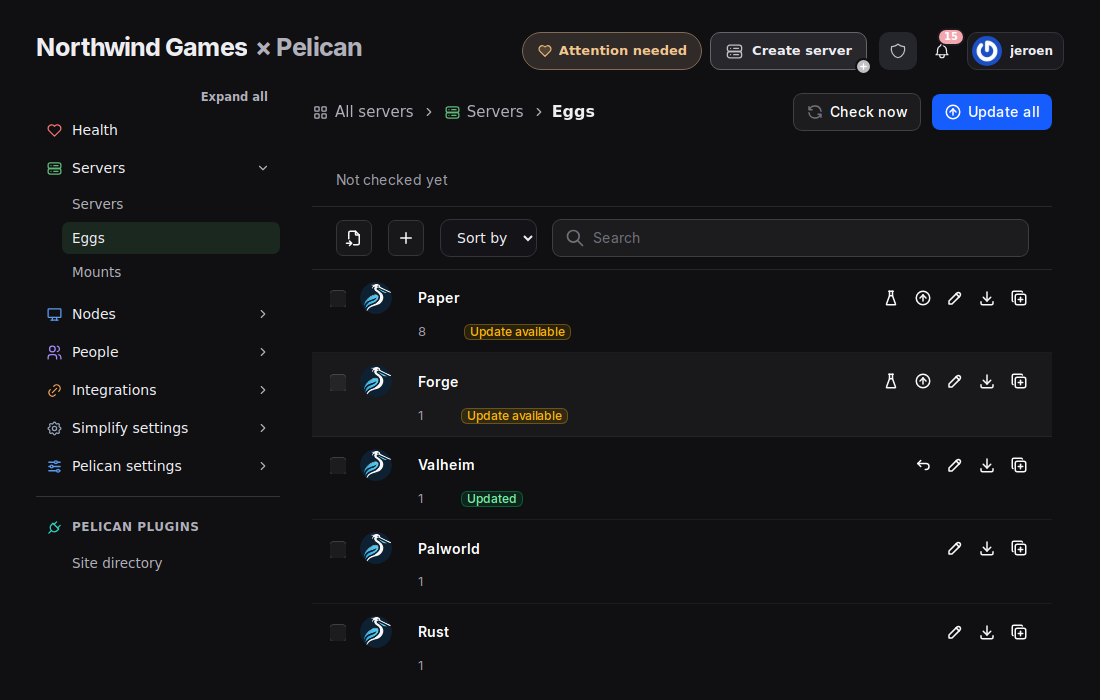 Northwind Games × Pelican
Attention needed
Create server
15
jeroen
Expand all
Health
Servers
Servers
Eggs
Mounts
Nodes
People
Integrations
Simplify settings
Pelican settings
PELICAN PLUGINS
Site directory
All servers > Servers > Eggs
Check now
Update all
Not checked yet
Sort by
Search
Paper
8 Update available
Forge
1 Update available
Valheim
1 Updated
Palworld
1
Rust
1